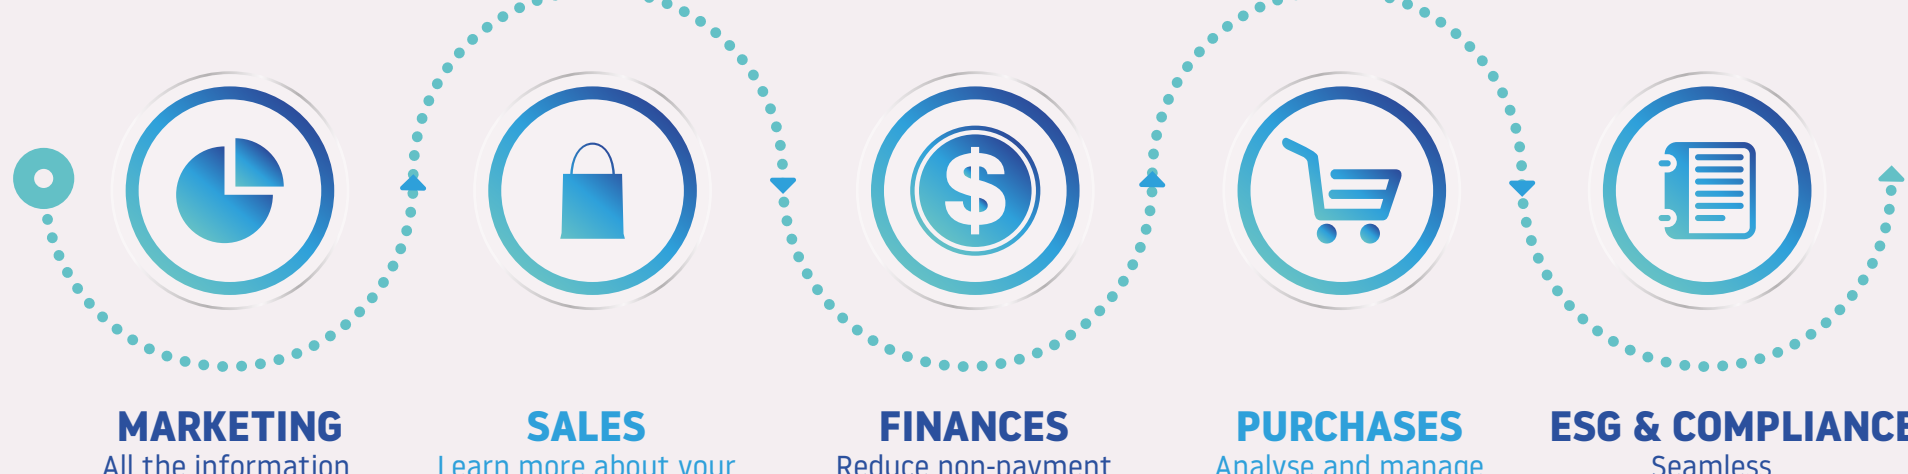 MARKETING
All the information
SALES
Learn more about your
FINANCES
Reduce non-payment
PURCHASES
Analyse and manage
ESG & COMPLIANCE
Seamless